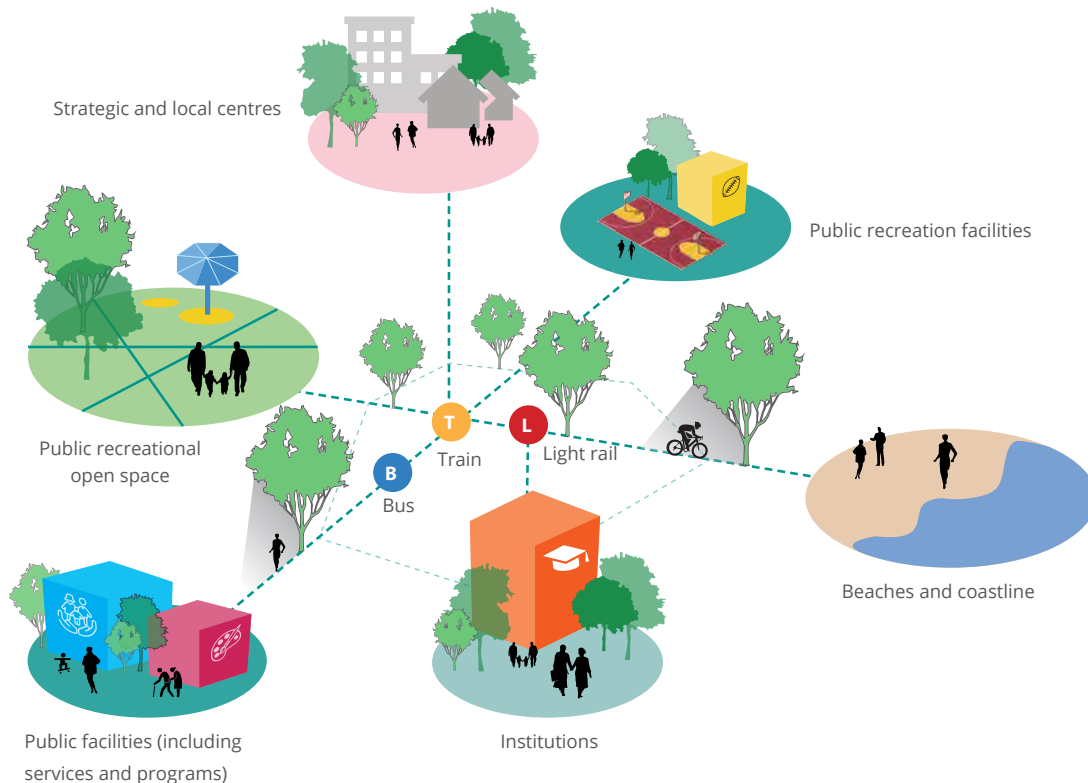 Strategic and local centres
Public recreation facilities
Public recreational
open space
T
L
Train
Light rail
B
Bus
Beaches and coastline
Public facilities (including
services and programs)
Institutions